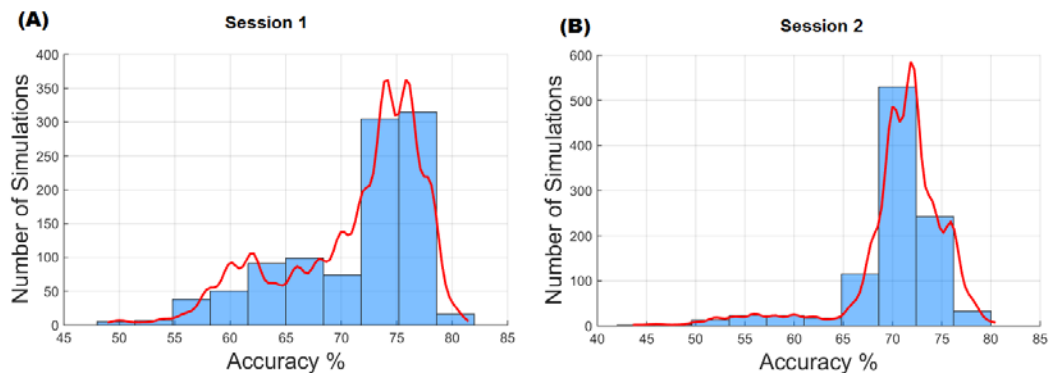 (A)
Session 1
400
350
300
250
200
150
100
50
0
45 50 55 60 65 70 75 80 85
Number of Simulations
Accuracy %
(B)
Session 2
600
500
400
300
200
100
0
40 45 50 55 60 65 70 75 80 85
Number of Simulations
Accuracy %